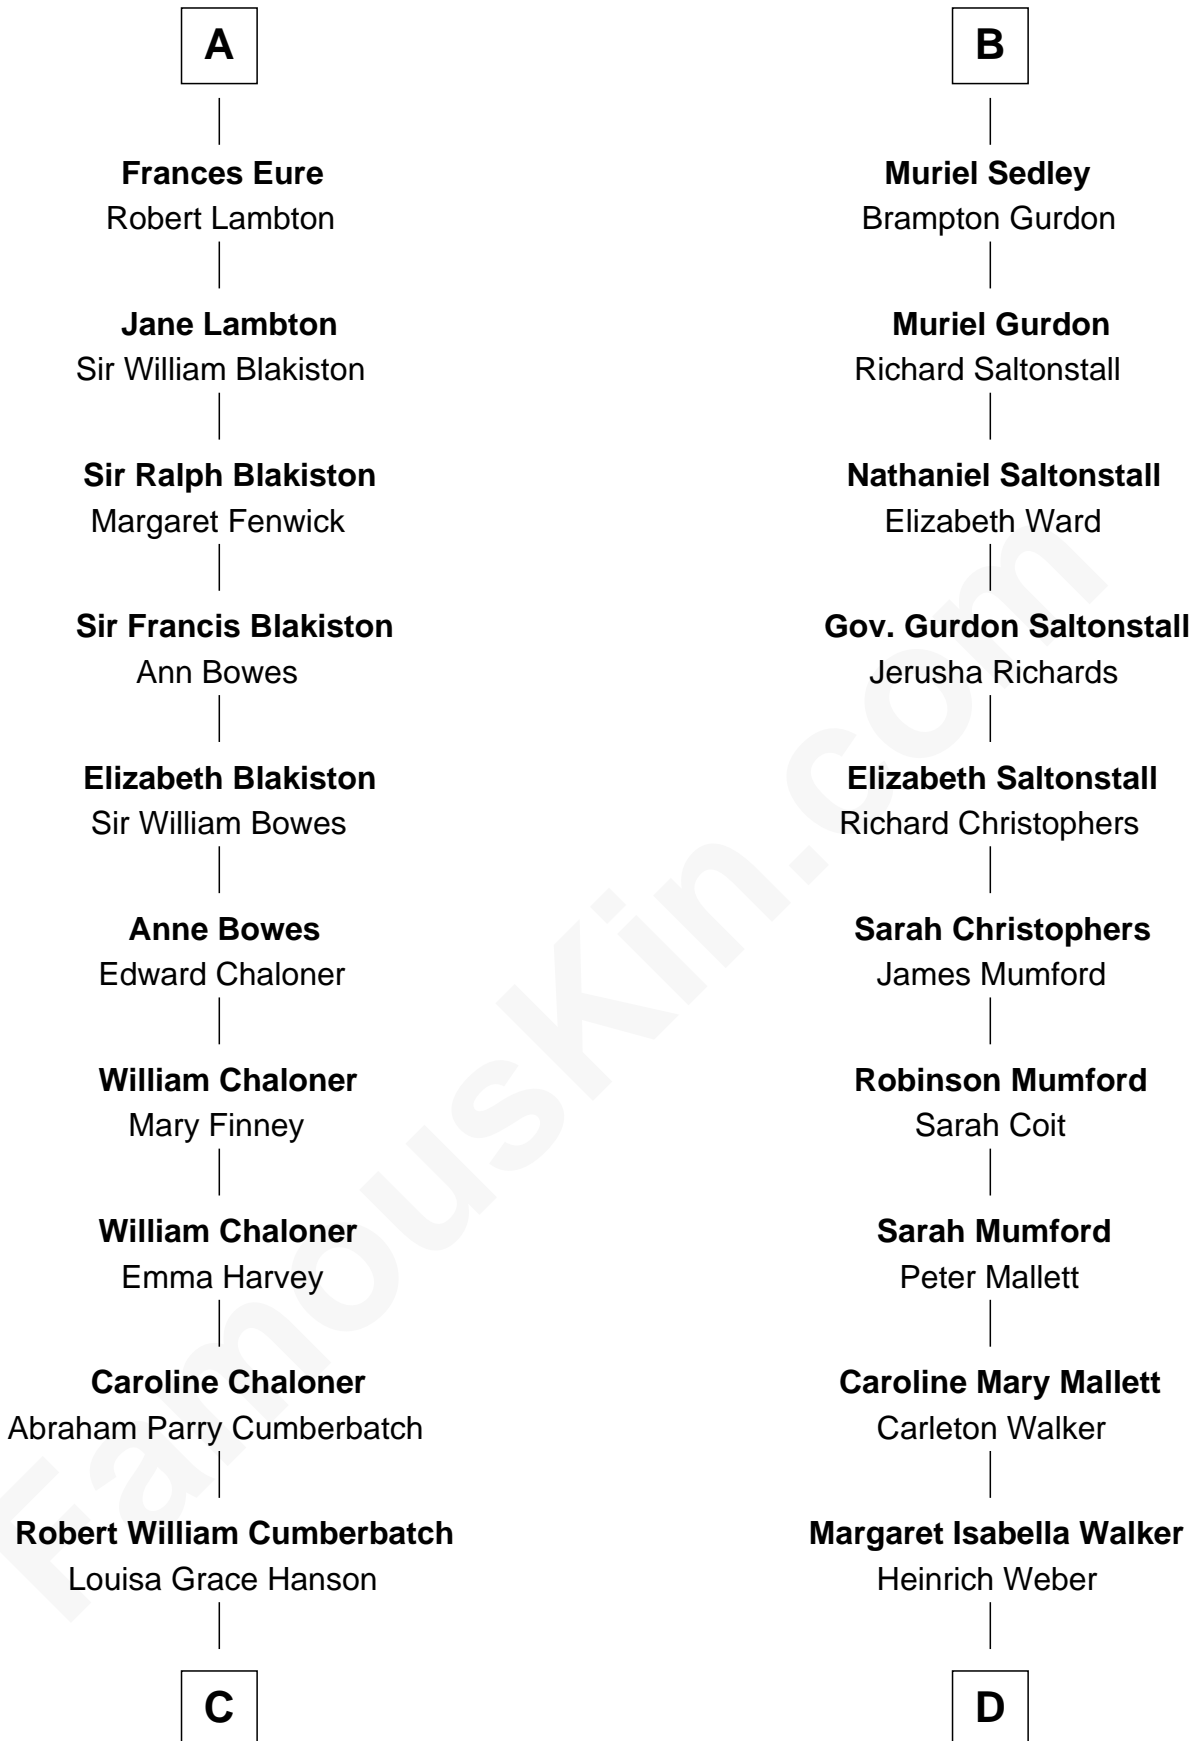 A
Frances Eure
Robert Lambton
Jane Lambton
Sir William Blakiston
Sir Ralph Blakiston
Margaret Fenwick
Sir Francis Blakiston
Ann Bowes
Elizabeth Blakiston
Sir William Bowes
Anne Bowes
Edward Chaloner
William Chaloner
Mary Finney
William Chaloner
Emma Harvey
Caroline Chaloner
Abraham Parry Cumberbatch
Robert William Cumberbatch
Louisa Grace Hanson
C
B
Muriel Sedley
Brampton Gurdon
Muriel Gurdon
Richard Saltonstall
Nathaniel Saltonstall
Elizabeth Ward
Gov. Gurdon Saltonstall
Jerusha Richards
Elizabeth Saltonstall
Richard Christophers
Sarah Christophers
James Mumford
Robinson Mumford
Sarah Coit
Sarah Mumford
Peter Mallett
Caroline Mary Mallett
Carleton Walker
Margaret Isabella Walker
Heinrich Weber
D
FamousKin.com